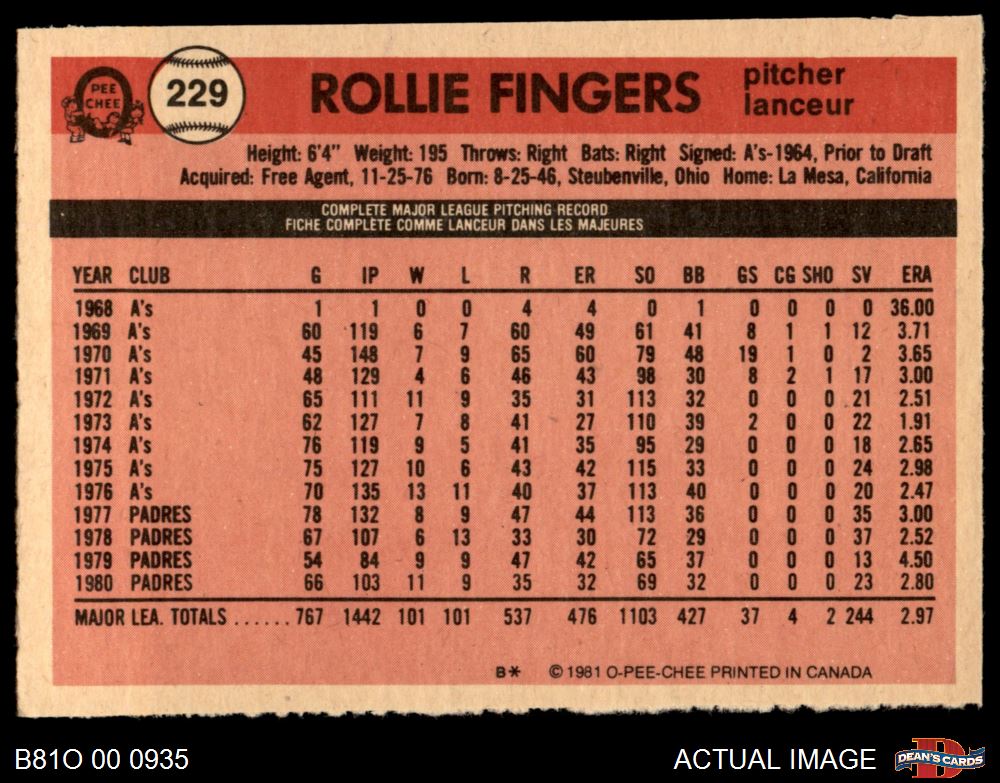 PEE
CHEE
229
ROLLIE FINGERS
pitcher
lanceur
Height: 6'4" Weight: 195 Throws: Right Bats: Right Signed: A's-1964, Prior to Draft
Acquired: Free Agent, 11-25-76 Born: 8-25-46, Steubenville, Ohio Home: La Mesa, California
COMPLETE MAJOR LEAGUE PITCHING RECORD
FICHE COMPLÈTE COMME LANCEUR DANS LES MAJEURES
YEAR CLUB G IP W L R ER SO BB GS CG SHO SV ERA
1968 A's 1 1 0 0 4 4 0 1 0 0 0 0 36.00
1969 A's 60 119 6 7 60 49 61 41 8 1 1 12 3.71
1970 A's 45 148 7 9 65 60 79 48 19 1 0 2 3.65
1971 A's 48 129 4 6 46 43 98 30 8 2 1 17 3.00
1972 A's 65 111 11 9 35 31 113 32 0 0 0 21 2.51
1973 A's 62 127 7 8 41 27 110 39 2 0 0 22 1.91
1974 A's 76 119 9 5 41 35 95 29 0 0 0 18 2.65
1975 A's 75 127 10 6 43 42 115 33 0 0 0 24 2.98
1976 A's 70 135 13 11 40 37 113 40 0 0 0 20 2.47
1977 PADRES 78 132 8 9 47 44 113 36 0 0 0 35 3.00
1978 PADRES 67 107 6 13 33 30 72 29 0 0 0 37 2.52
1979 PADRES 54 84 9 9 47 42 65 37 0 0 0 13 4.50
1980 PADRES 66 103 11 9 35 32 69 32 0 0 0 23 2.80
MAJOR LEA. TOTALS ...... 767 1442 101 101 537 476 1103 427 37 4 2 244 2.97
B* © 1981 O-PEE-CHEE PRINTED IN CANADA
B81O 00 0935
ACTUAL IMAGE
DEAN'S CARDS